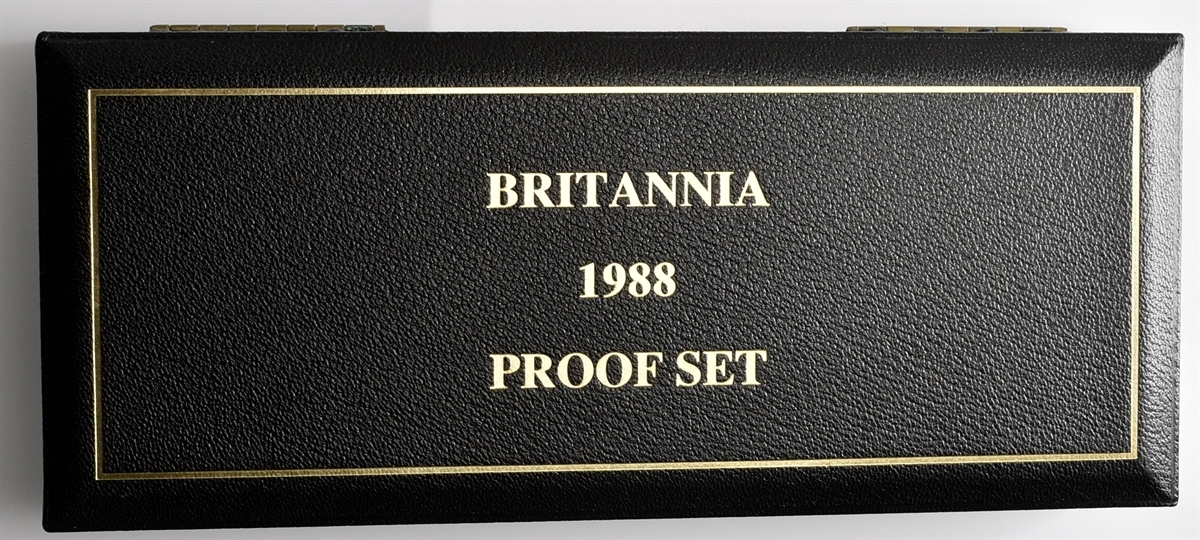 BRITANNIA
1988
PROOF SET